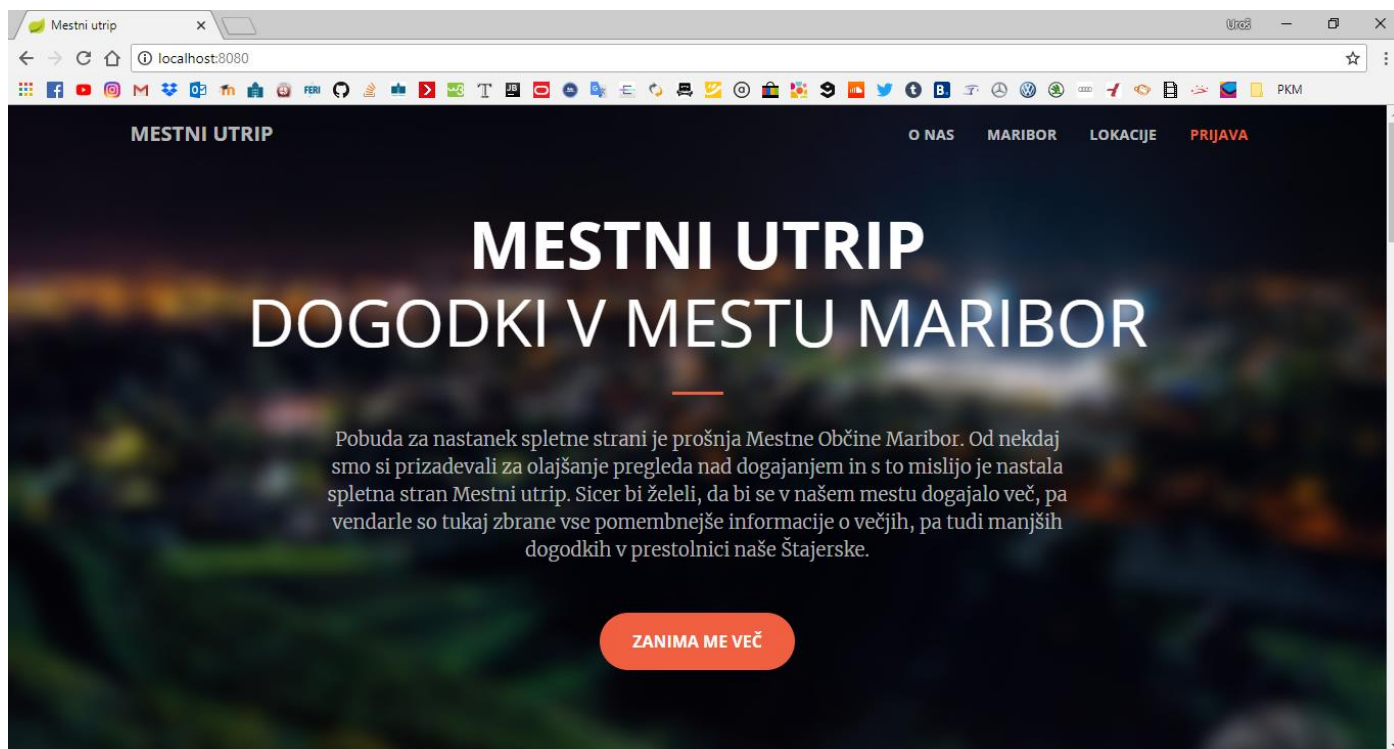 Mestni utrip
Uroš
localhost:8080
PKM
MESTNI UTRIP
O NAS MARIBOR LOKACIJE PRIJAVA
MESTNI UTRIP
DOGODKI V MESTU MARIBOR
Pobuda za nastanek spletne strani je prošnja Mestne Občine Maribor. Od nekdaj
smo si prizadevali za olajšanje pregleda nad dogajanjem in s to mislijo je nastala
spletna stran Mestni utrip. Sicer bi želeli, da bi se v našem mestu dogajalo več, pa
vendarle so tukaj zbrane vse pomembnejše informacije o večjih, pa tudi manjših
dogodkih v prestolnici naše Štajerske.
ZANIMA ME VEČ